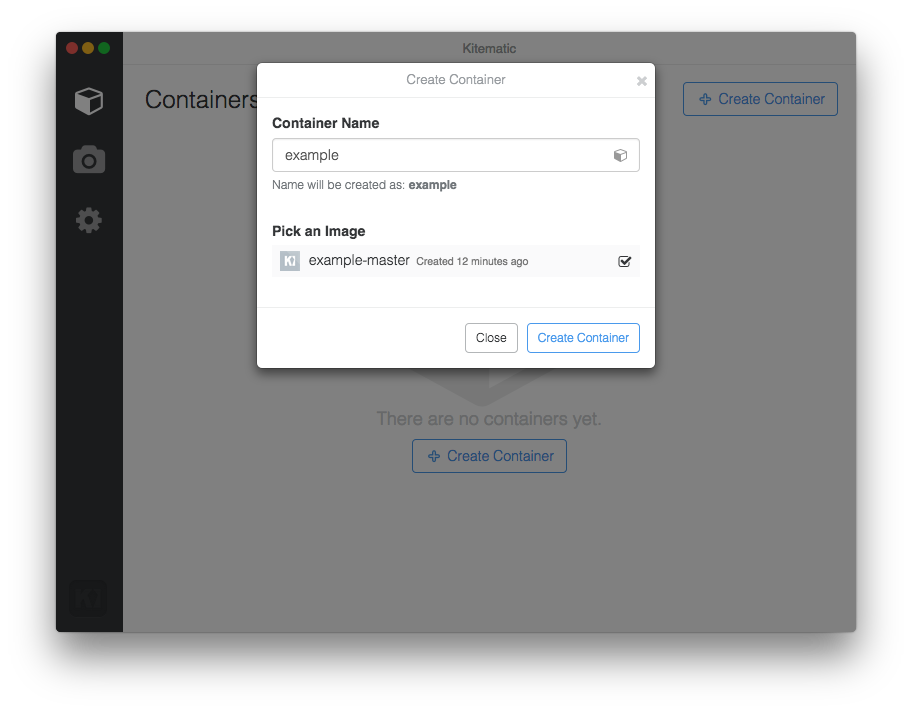 Kitematic
Containers
Create Container
Create Container
Container Name
example
Name will be created as: example
Pick an Image
example-master Created 12 minutes ago
Close Create Container
There are no containers yet.
Create Container